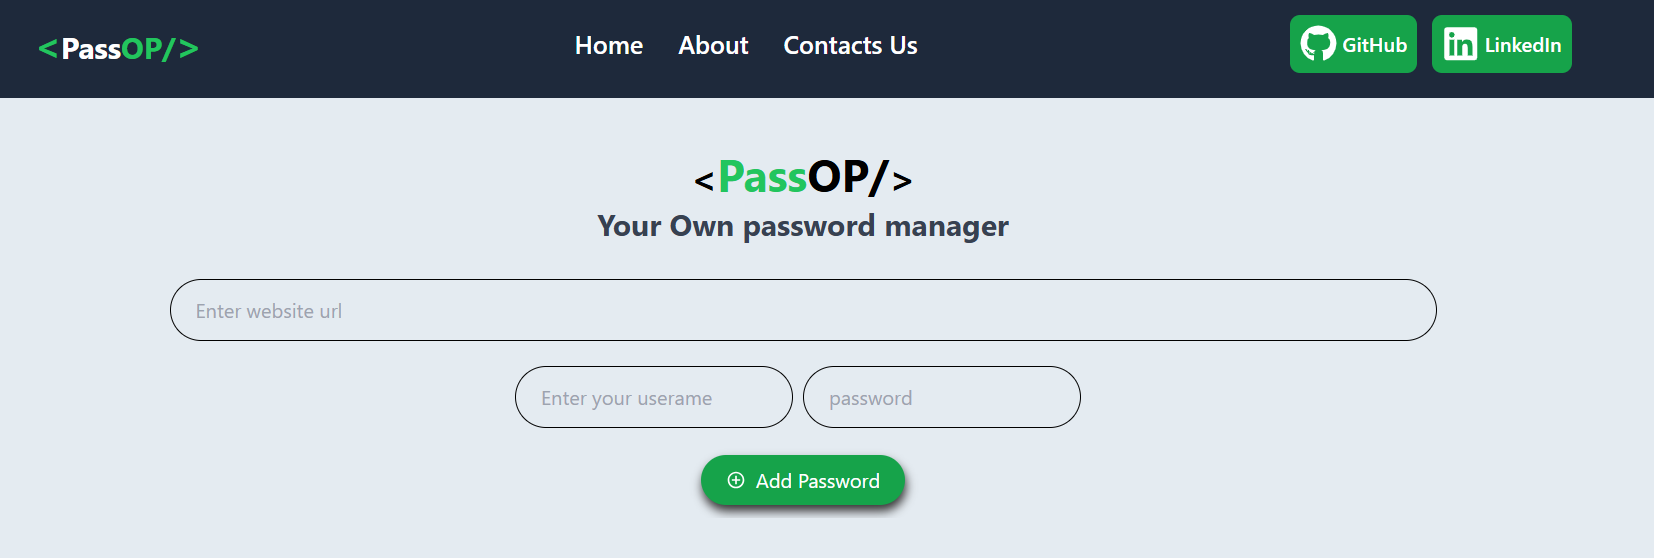 <PassOP/>
Home About Contacts Us
GitHub LinkedIn
<PassOP/>
Your Own password manager
Enter website url
Enter your userame password
Add Password